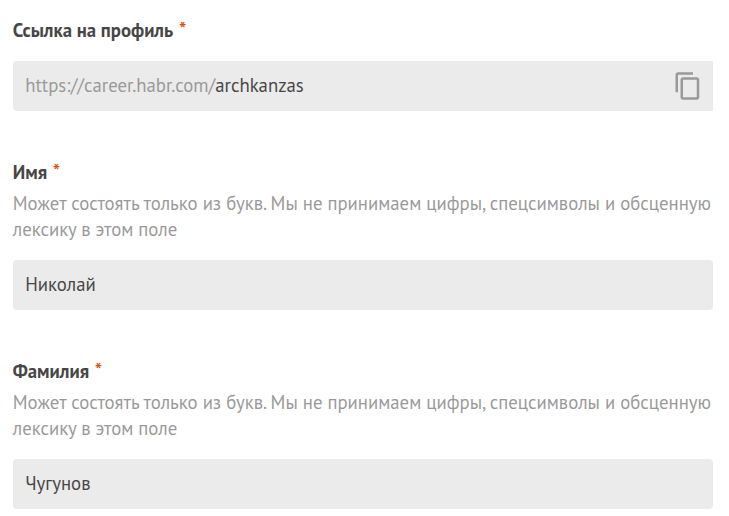 Ссылка на профиль *
https://career.habr.com/archkanzas
Имя *
Может состоять только из букв. Мы не принимаем цифры, спецсимволы и обсценную
лексику в этом поле
Николай
Фамилия *
Может состоять только из букв. Мы не принимаем цифры, спецсимволы и обсценную
лексику в этом поле
Чугунов